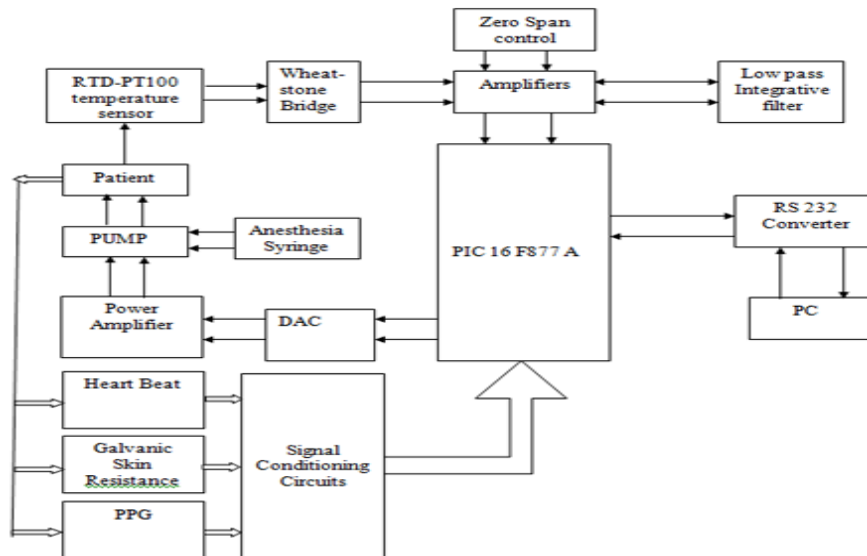 Zero Span
control
RTD-PT100
temperature
sensor
Wheat-
stone
Bridge
Amplifiers
Low pass
Integrative
filter
Patient
PUMP
Anesthesia
Syringe
PIC 16 F877 A
RS 232
Converter
Power
Amplifier
DAC
PC
Heart Beat
Galvanic
Skin
Resistance
Signal
Conditioning
Circuits
PPG